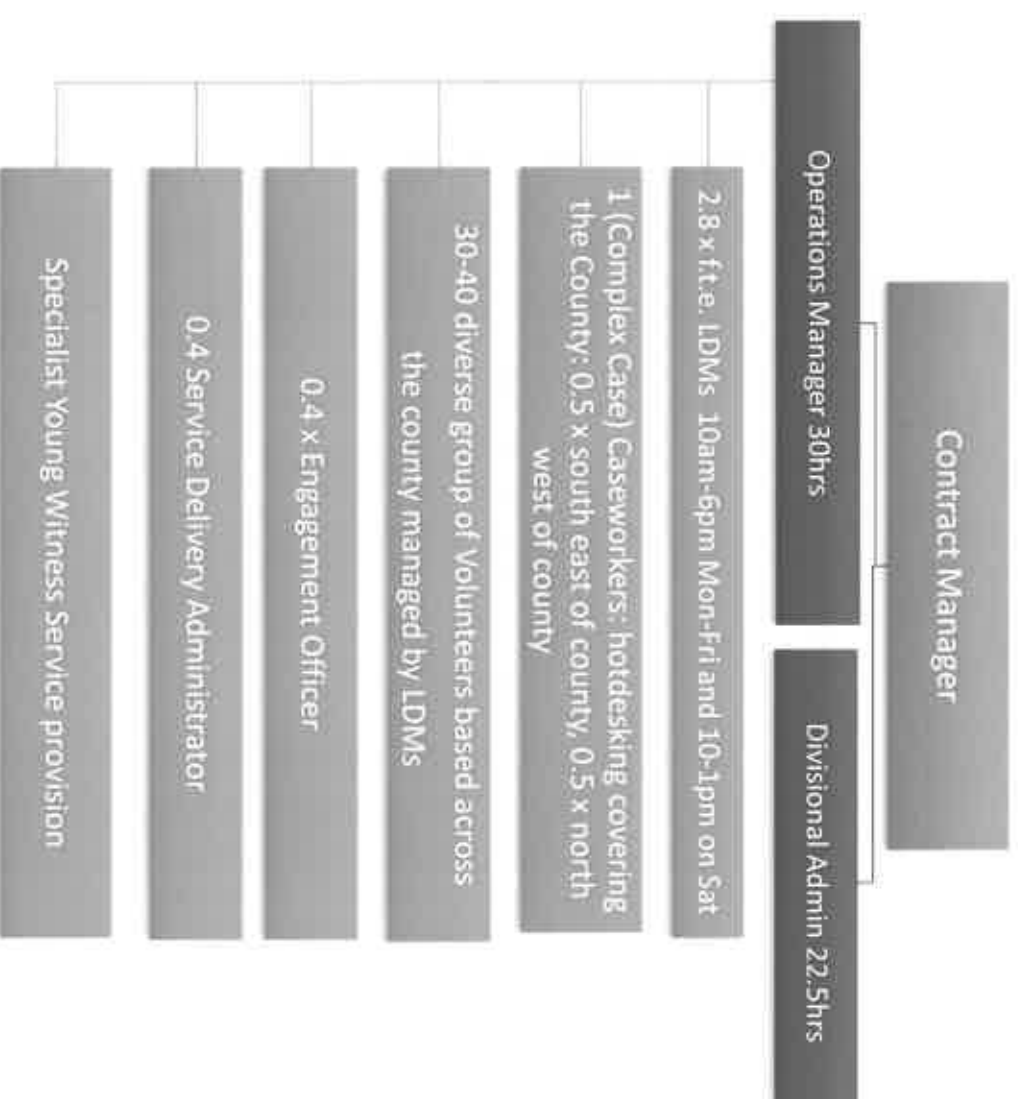 Contract Manager
Operations Manager 30hrs
Divisional Admin 22.5hrs
2.8 x f.t.e. LDMs 10am-6pm Mon-Fri and 10-1pm on Sat
1 (Complex Case) Caseworkers: hotdesking covering
the County: 0.5 x south east of county, 0.5 x north
west of county
30-40 diverse group of Volunteers based across
the county managed by LDMs
0.4 x Engagement Officer
0.4 Service Delivery Administrator
Specialist Young Witness Service provision